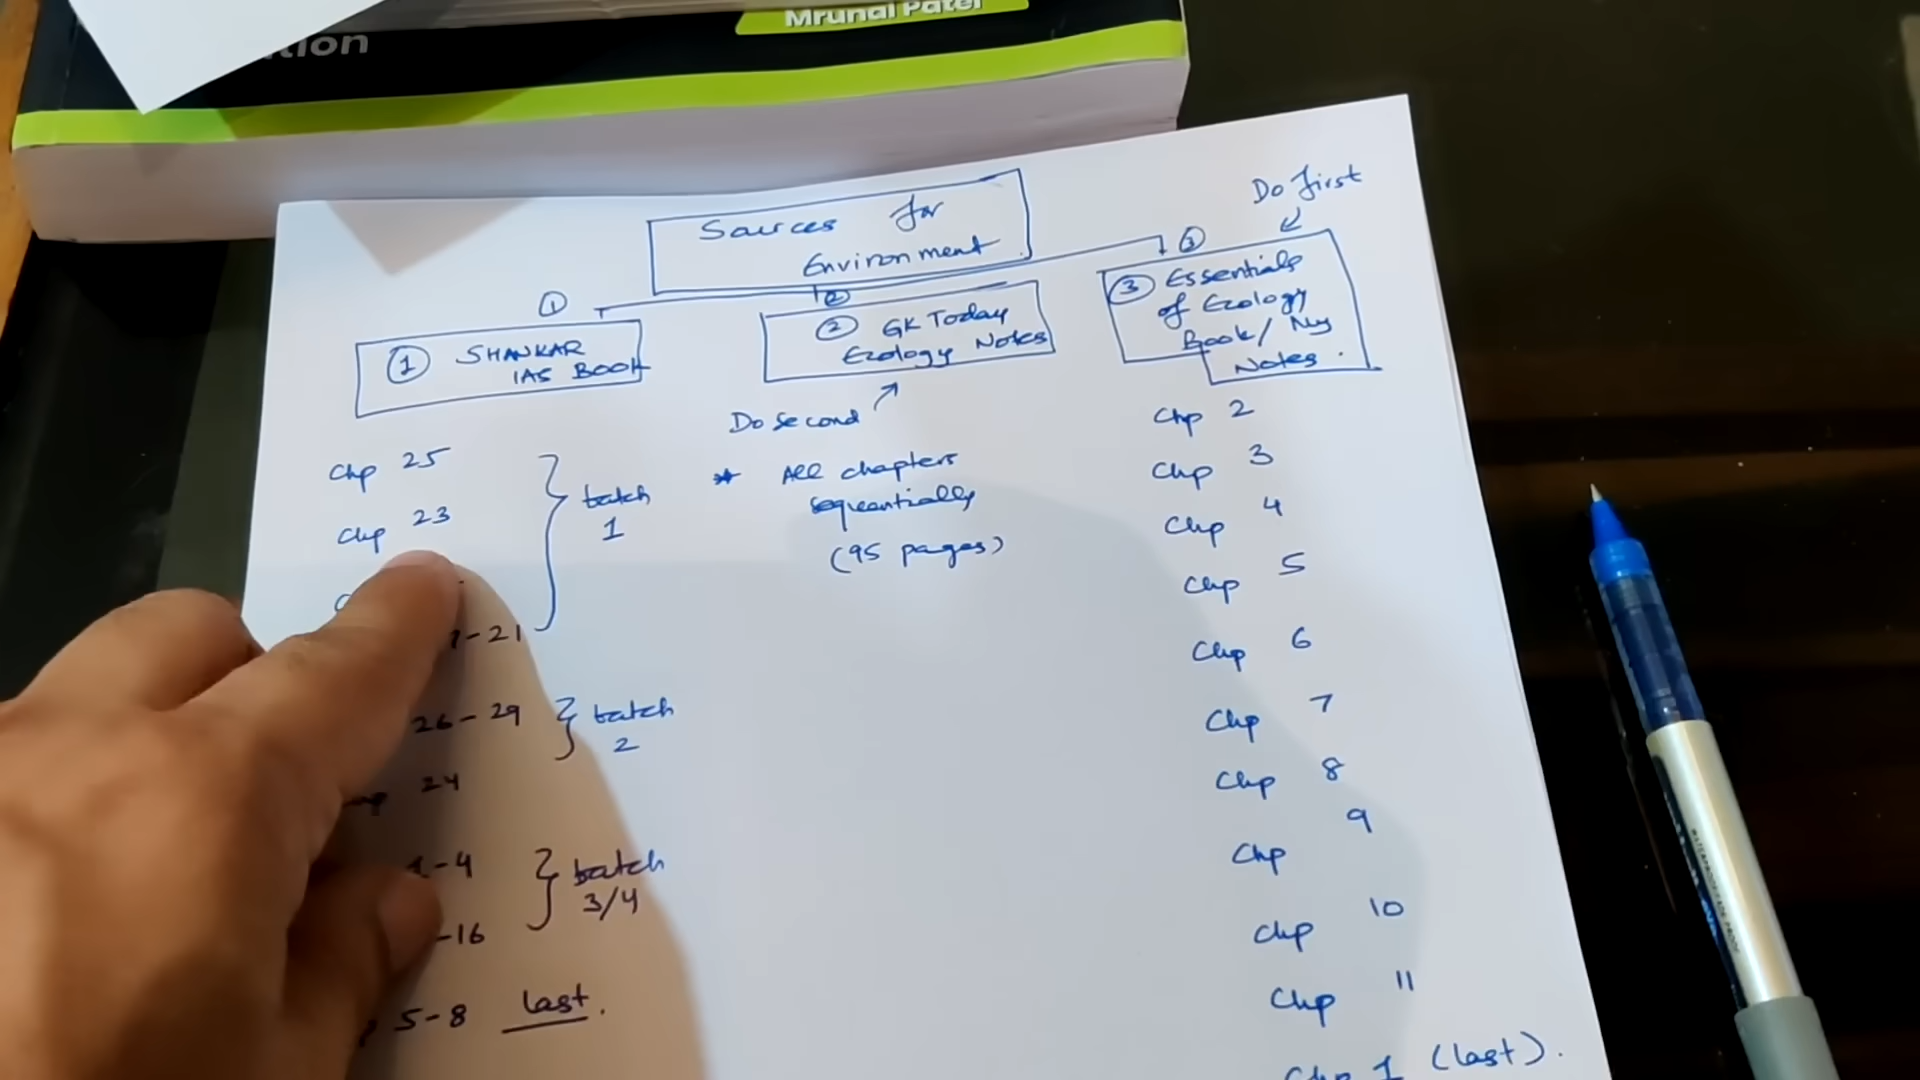 Mrunal Patel
tion
Sources for
Environment
Do first
①
②
③
① SHANKAR
IAS BOOK
② GK Today
Ecology Notes
③ Essentials
of Ecology
Book/ My
Notes.
Do second
Chp 25
Chp 23
-21
batch
1
26-29
batch
2
24
-4
-16
batch
3/4
5-8 last.
* All chapters
sequentially
(95 pages)
Chp 2
Chp 3
Chp 4
Chp 5
Chp 6
Chp 7
Chp 8
Chp 9
Chp 10
Chp 11
Chp 1 (last).